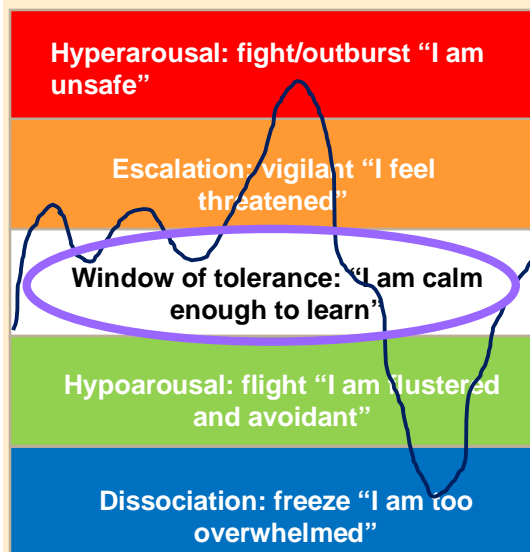 Hyperarousal: fight/outburst “I am
unsafe”
Escalation: vigilant “I feel
threatened”
Window of tolerance: “I am calm
enough to learn”
Hypoarousal: flight “I am flustered
and avoidant”
Dissociation: freeze “I am too
overwhelmed”